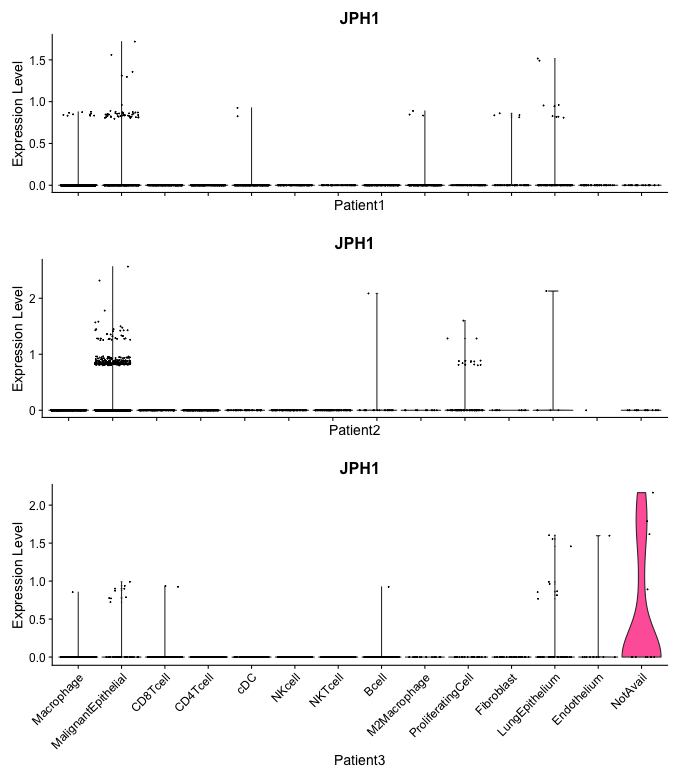 JPH1
Expression Level
1.5
1.0
0.5
0.0
Patient1
JPH1
Expression Level
2
1
0
Patient2
JPH1
Expression Level
2.0
1.5
1.0
0.5
0.0
Macrophage
MalignantEpithelial
CD8Tcell
CD4Tcell
cDC
NKcell
NKTcell
Bcell
M2Macrophage
ProliferatingCell
Fibroblast
LungEpithelium
Endothelium
NotAvail
Patient3